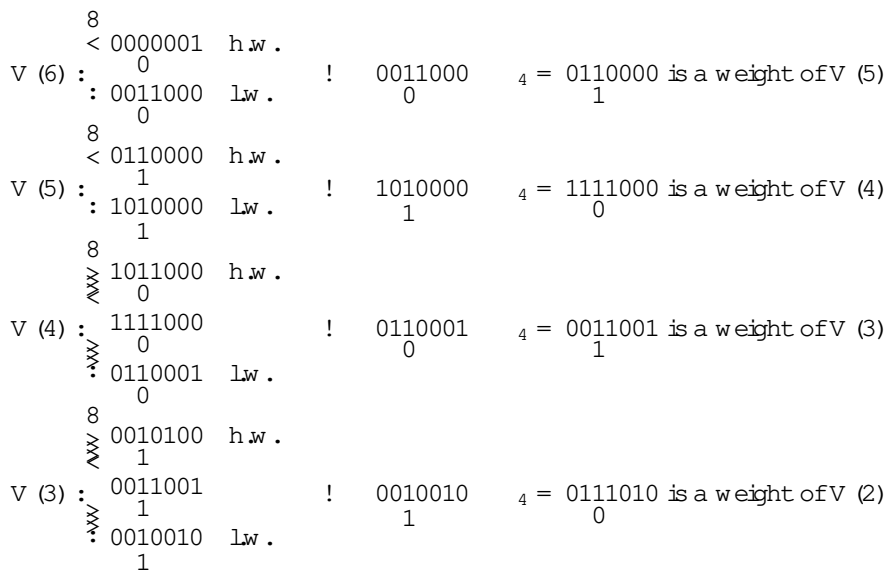 8
< 0000001 h.w.
0
V (6) : ! 0011000 4 = 0110000 is a weight of V (5)
: 0011000 l.w. 0 1
0
8
< 0110000 h.w.
1
V (5) : ! 1010000 4 = 1111000 is a weight of V (4)
: 1010000 l.w. 1 0
1
8
> 1011000 h.w.
< 0
V (4) : 1111000 ! 0110001 4 = 0011001 is a weight of V (3)
> 0 0 1
: 0110001 l.w.
0
8
> 0010100 h.w.
< 1
V (3) : 0011001 ! 0010010 4 = 0111010 is a weight of V (2)
> 1 1 0
: 0010010 l.w.
1